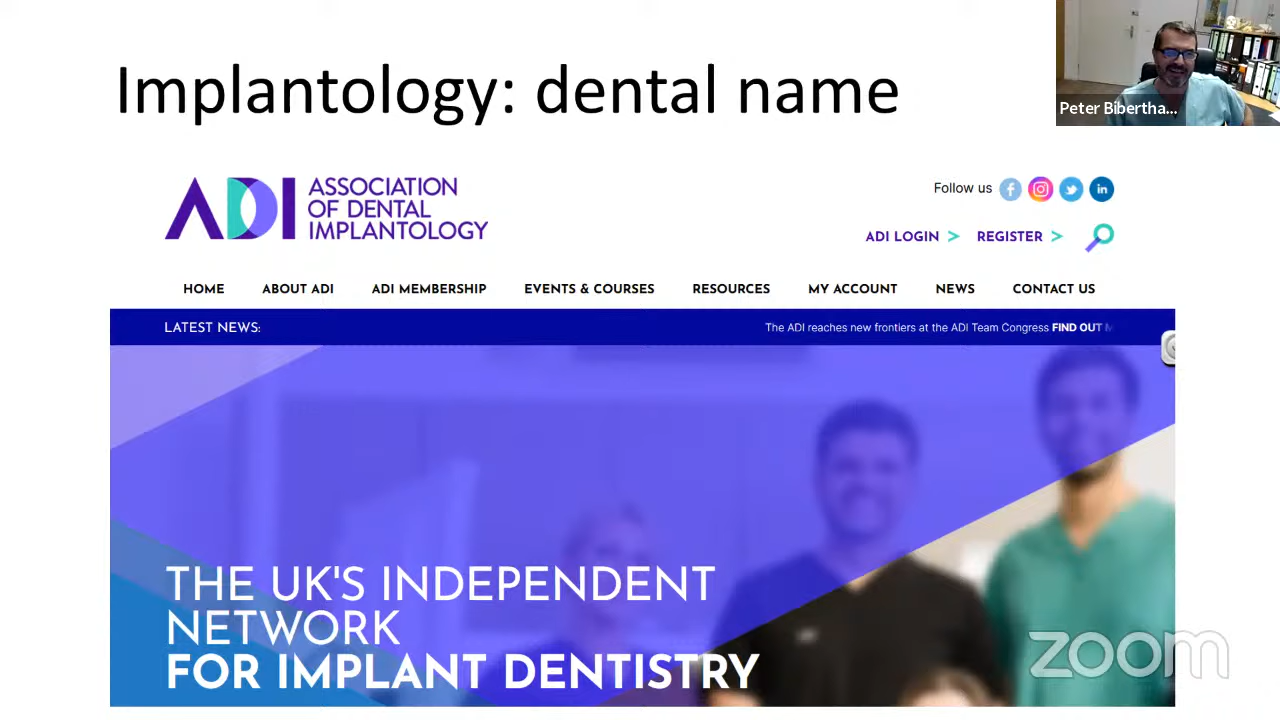 Implantology: dental name
Peter Bibertha...
ADI ASSOCIATION
OF DENTAL
IMPLANTOLOGY
Follow us
ADI LOGIN >
REGISTER >
HOME
ABOUT ADI
ADI MEMBERSHIP
EVENTS & COURSES
RESOURCES
MY ACCOUNT
NEWS
CONTACT US
LATEST NEWS:
The ADI reaches new frontiers at the ADI Team Congress FIND OUT
THE UK'S INDEPENDENT
NETWORK
FOR IMPLANT DENTISTRY
zoom